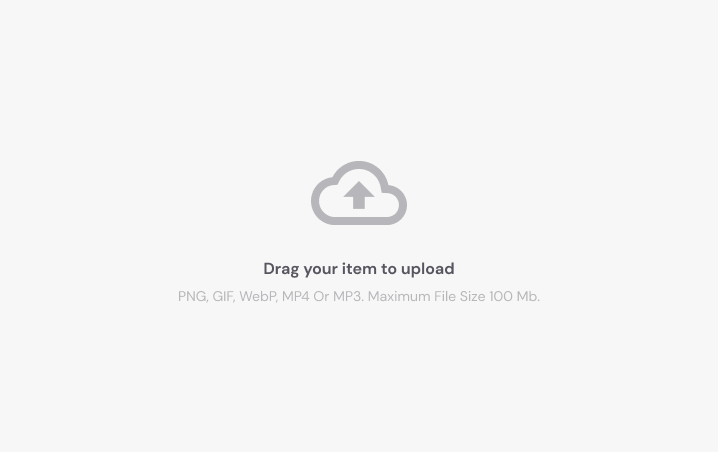 Drag your item to upload
PNG, GIF, WebP, MP4 Or MP3. Maximum File Size 100 Mb.